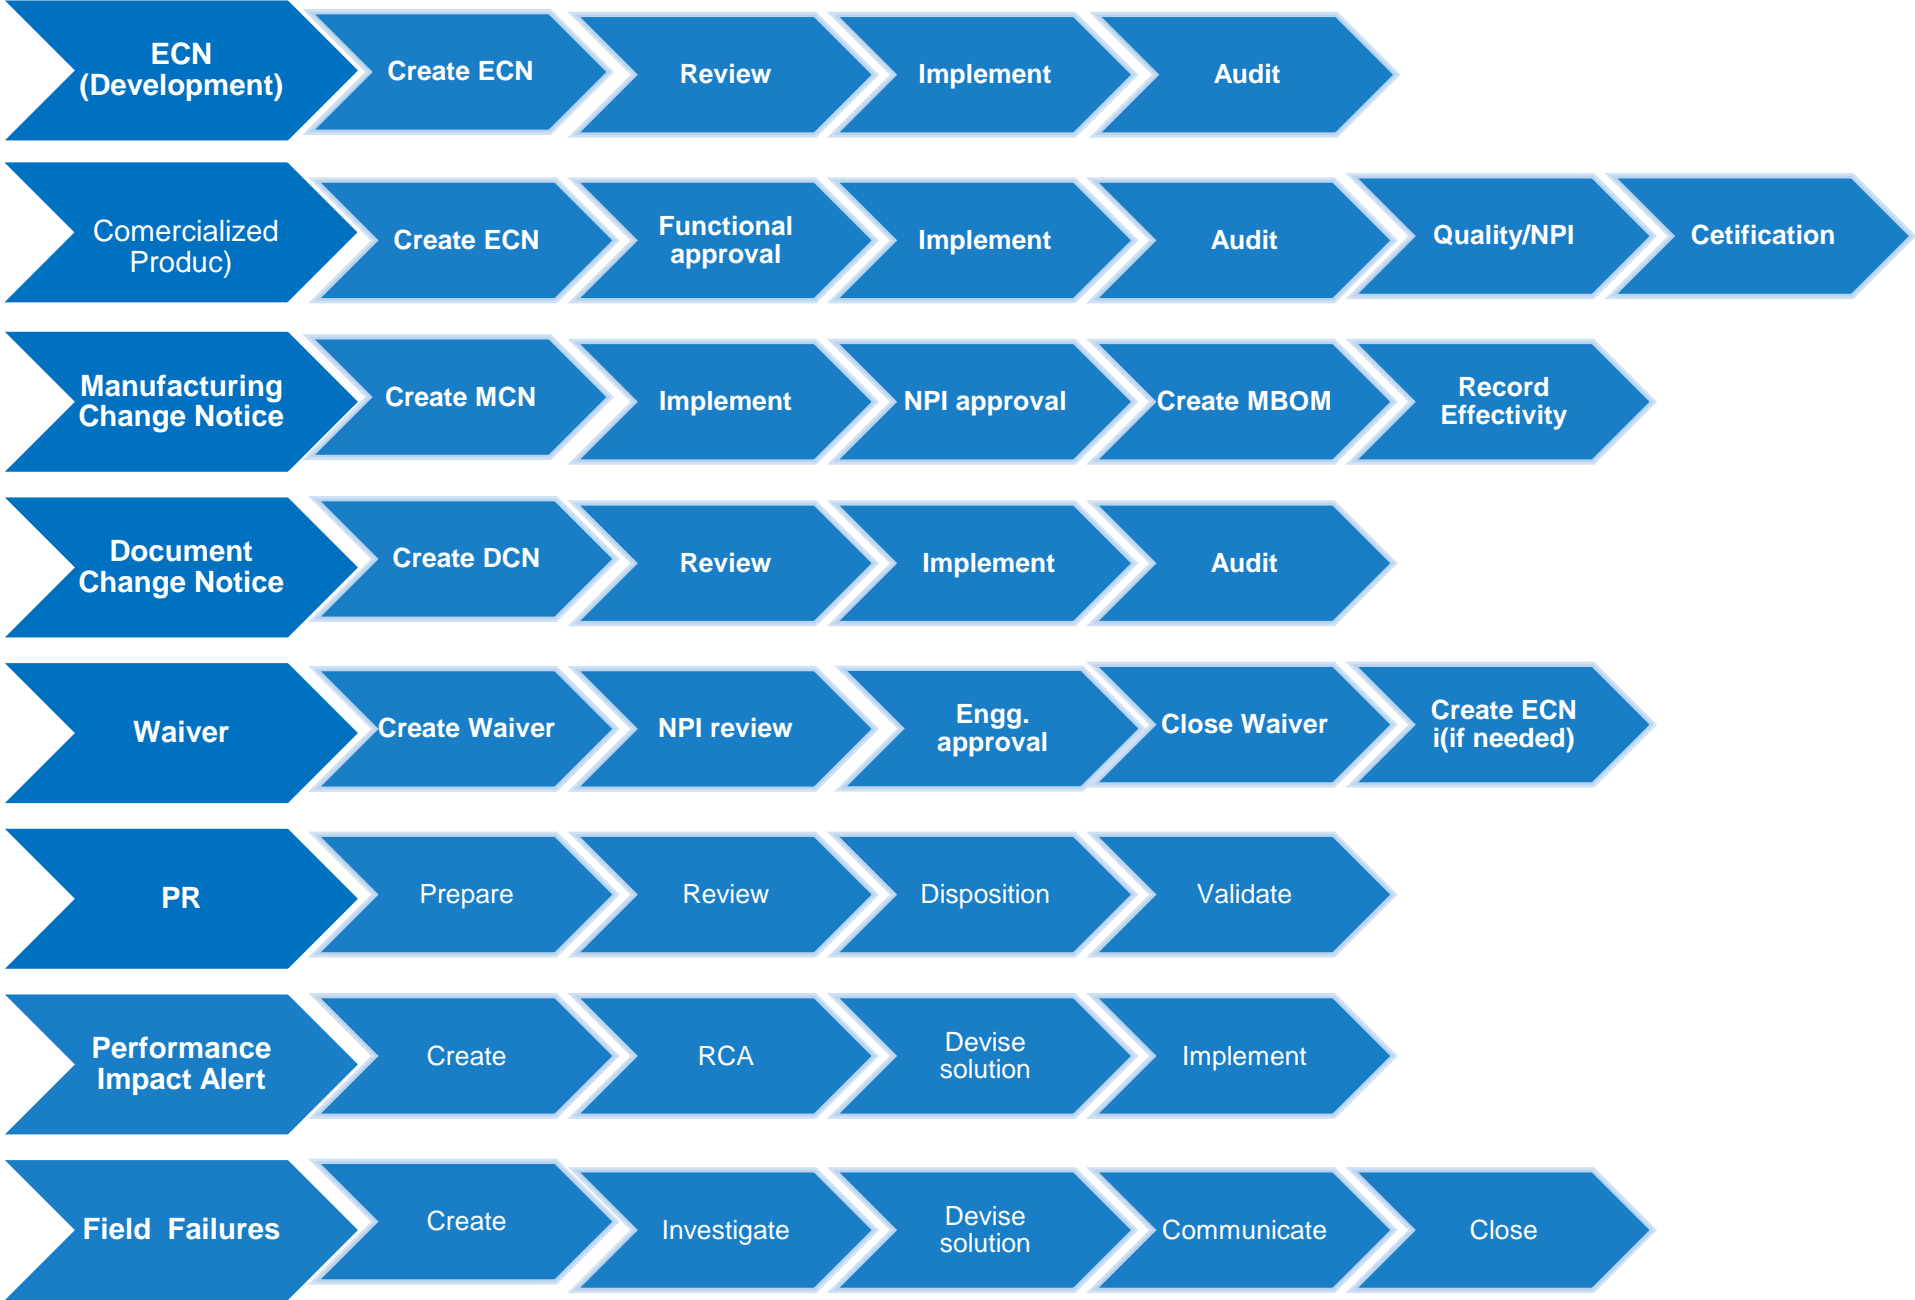 ECN
(Development)
Create ECN
Review
Implement
Audit
Comercialized
Produc)
Create ECN
Functional
approval
Implement
Audit
Quality/NPI
Cetification
Manufacturing
Change Notice
Create MCN
Implement
NPI approval
Create MBOM
Record
Effectivity
Document
Change Notice
Create DCN
Review
Implement
Audit
Waiver
Create Waiver
NPI review
Engg.
approval
Close Waiver
Create ECN
i(if needed)
PR
Prepare
Review
Disposition
Validate
Performance
Impact Alert
Create
RCA
Devise
solution
Implement
Field  Failures
Create
Investigate
Devise
solution
Communicate
Close